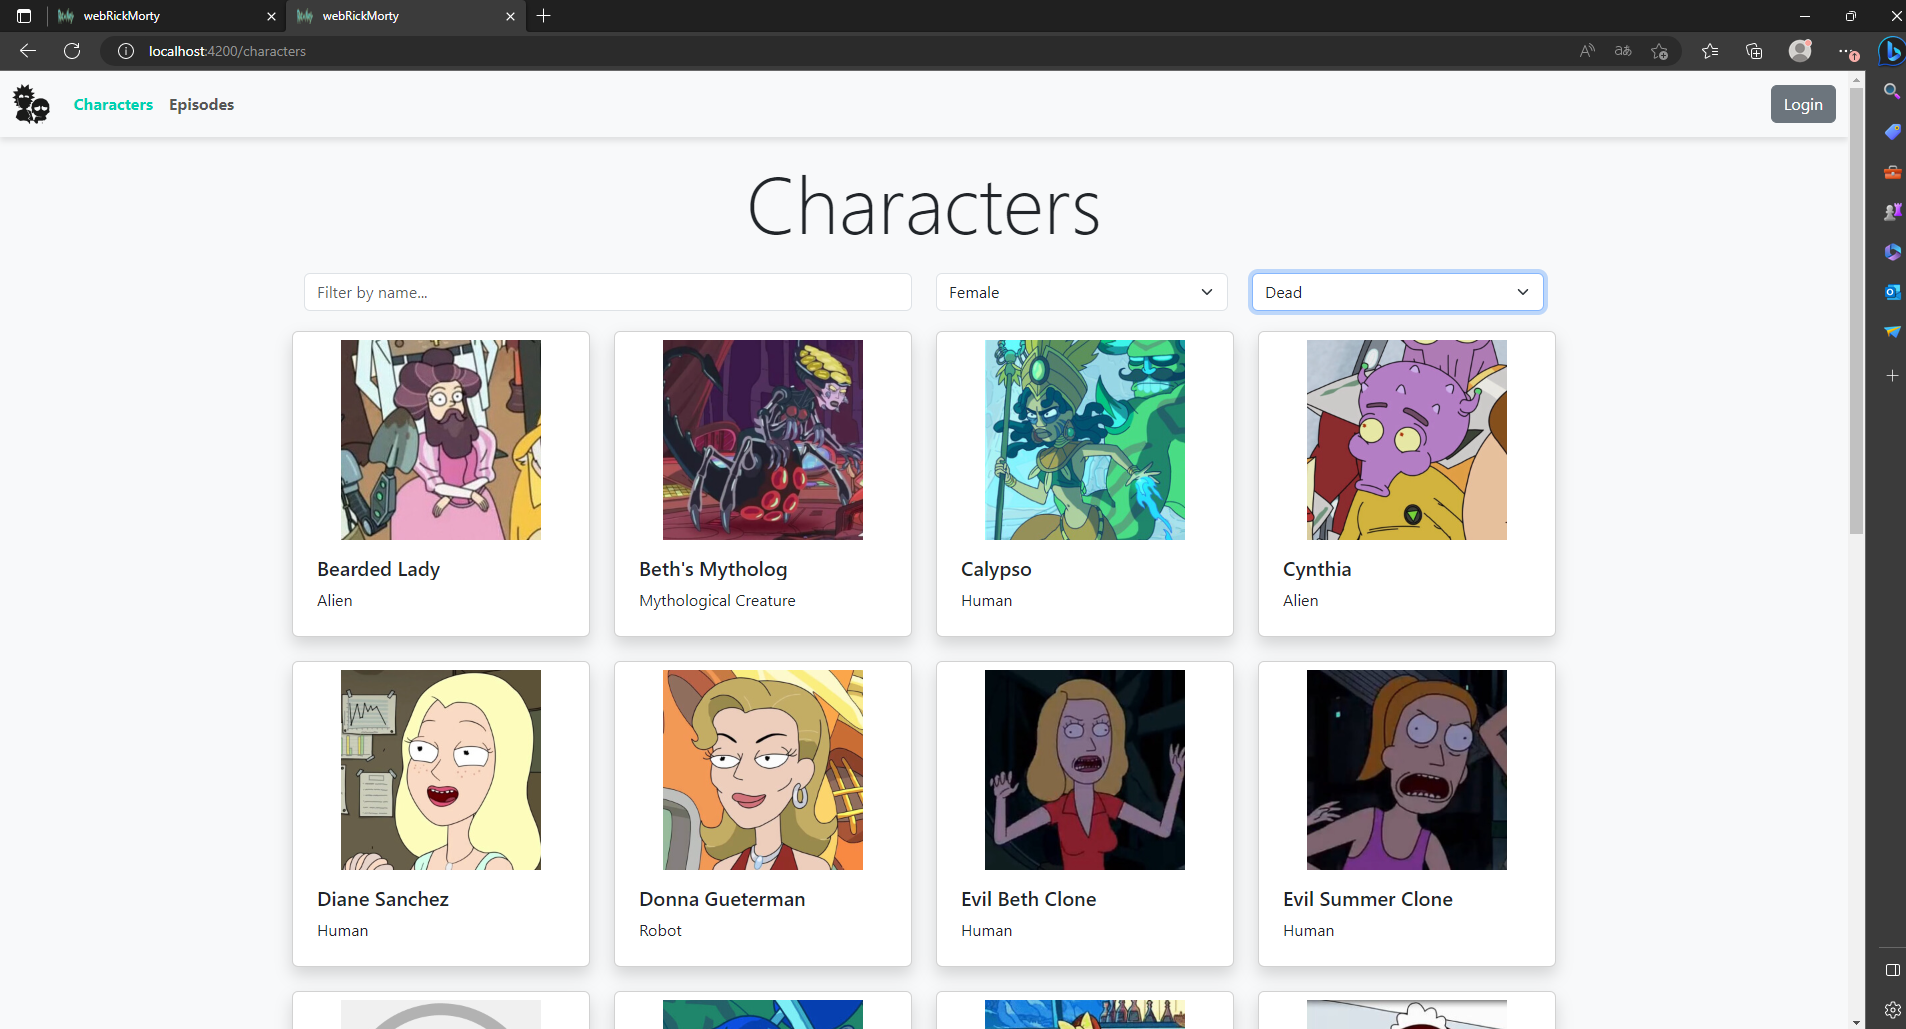 webRickMorty
webRickMorty
localhost:4200/characters
Characters
Episodes
Login
Characters
Filter by name...
Female
Dead
Bearded Lady
Alien
Beth's Mytholog
Mythological Creature
Calypso
Human
Cynthia
Alien
Diane Sanchez
Human
Donna Gueterman
Robot
Evil Beth Clone
Human
Evil Summer Clone
Human